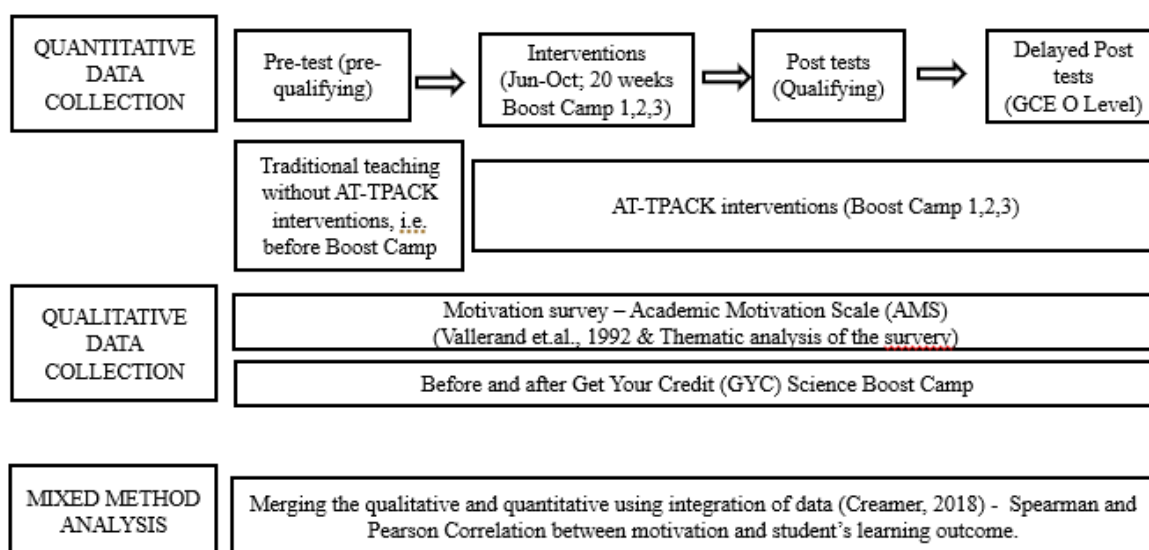 QUANTITATIVE
DATA
COLLECTION
Pre-test (pre-
qualifying)
Interventions
(Jun-Oct; 20 weeks
Boost Camp 1,2,3)
Post tests
(Qualifying)
Delayed Post
tests
(GCE O Level)
Traditional teaching
without AT-TPACK
interventions, i.e.
before Boost Camp
AT-TPACK interventions (Boost Camp 1,2,3)
QUALITATIVE
DATA
COLLECTION
Motivation survey – Academic Motivation Scale (AMS)
(Vallerand et.al., 1992 & Thematic analysis of the survery)
Before and after Get Your Credit (GYC) Science Boost Camp
MIXED METHOD
ANALYSIS
Merging the qualitative and quantitative using integration of data (Creamer, 2018) - Spearman and
Pearson Correlation between motivation and student’s learning outcome.